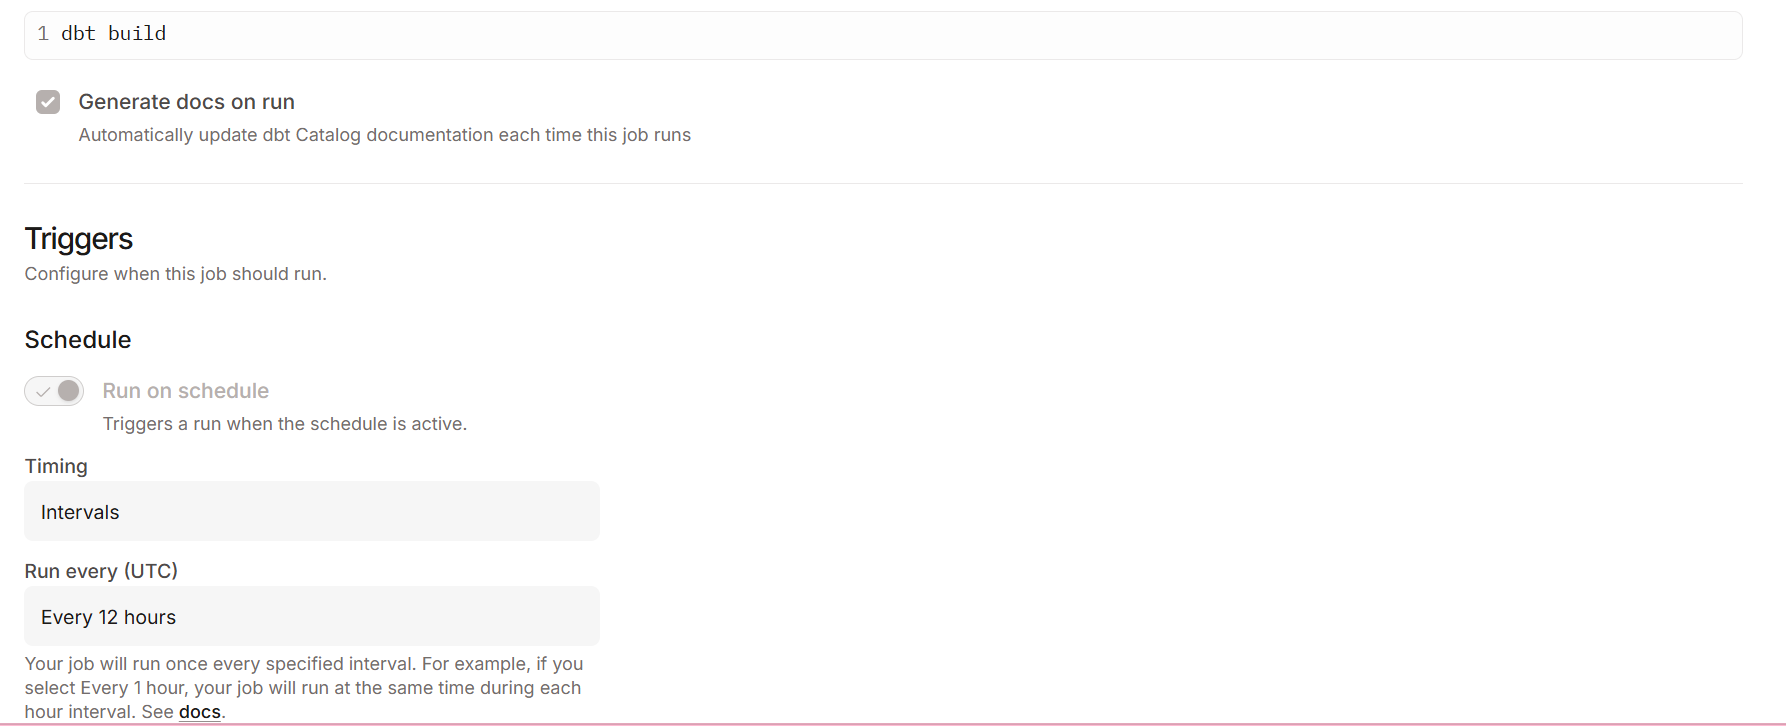 1 dbt build
Generate docs on run
Automatically update dbt Catalog documentation each time this job runs
Triggers
Configure when this job should run.
Schedule
Run on schedule
Triggers a run when the schedule is active.
Timing
Intervals
Run every (UTC)
Every 12 hours
Your job will run once every specified interval. For example, if you
select Every 1 hour, your job will run at the same time during each
hour interval. See docs.